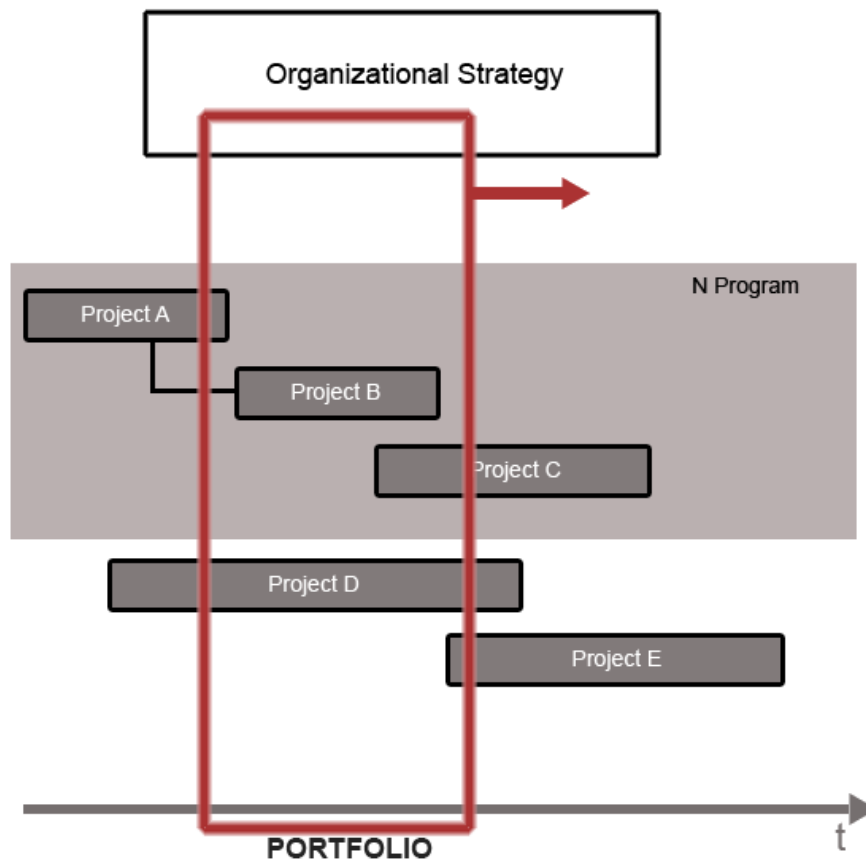 Organizational Strategy
N Program
Project A
Project B
Project C
Project D
Project E
t
PORTFOLIO